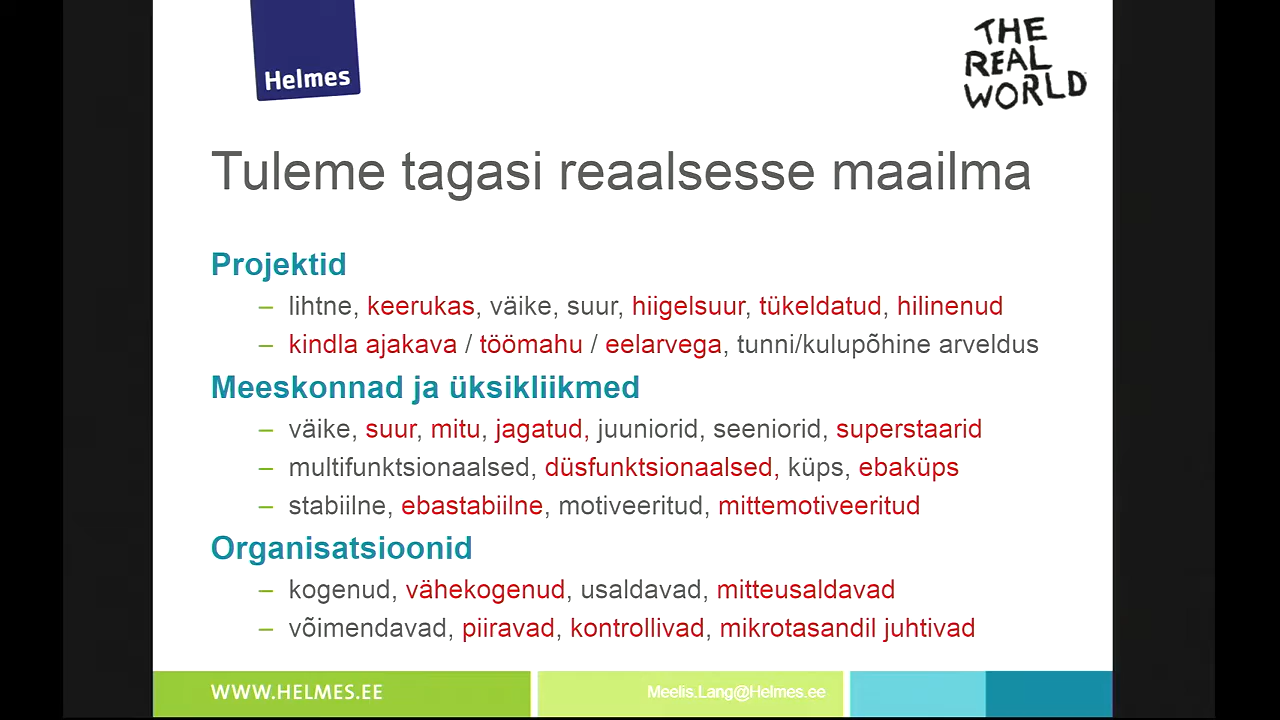 Helmes
THE
REAL
WORLD
Tuleme tagasi reaalsesse maailma
Projektid
– lihtne, keerukas, väike, suur, hiigelsuur, tükeldatud, hilinenud
– kindla ajakava / töömahu / eelarvega, tunni/kulupõhine arveldus
Meeskonnad ja üksikliikmed
– väike, suur, mitu, jagatud, juuniorid, seeniorid, superstaarid
– multifunktsionaalsed, düsfunktsionaalsed, küps, ebaküps
– stabiilne, ebastabiilne, motiveeritud, mittemotiveeritud
Organisatsioonid
– kogenud, vähekogenud, usaldavad, mitteusaldavad
– võimendavad, piiravad, kontrollivad, mikrotasandil juhtivad
WWW.HELMES.EE
Meelis.Lang@Helmes.ee